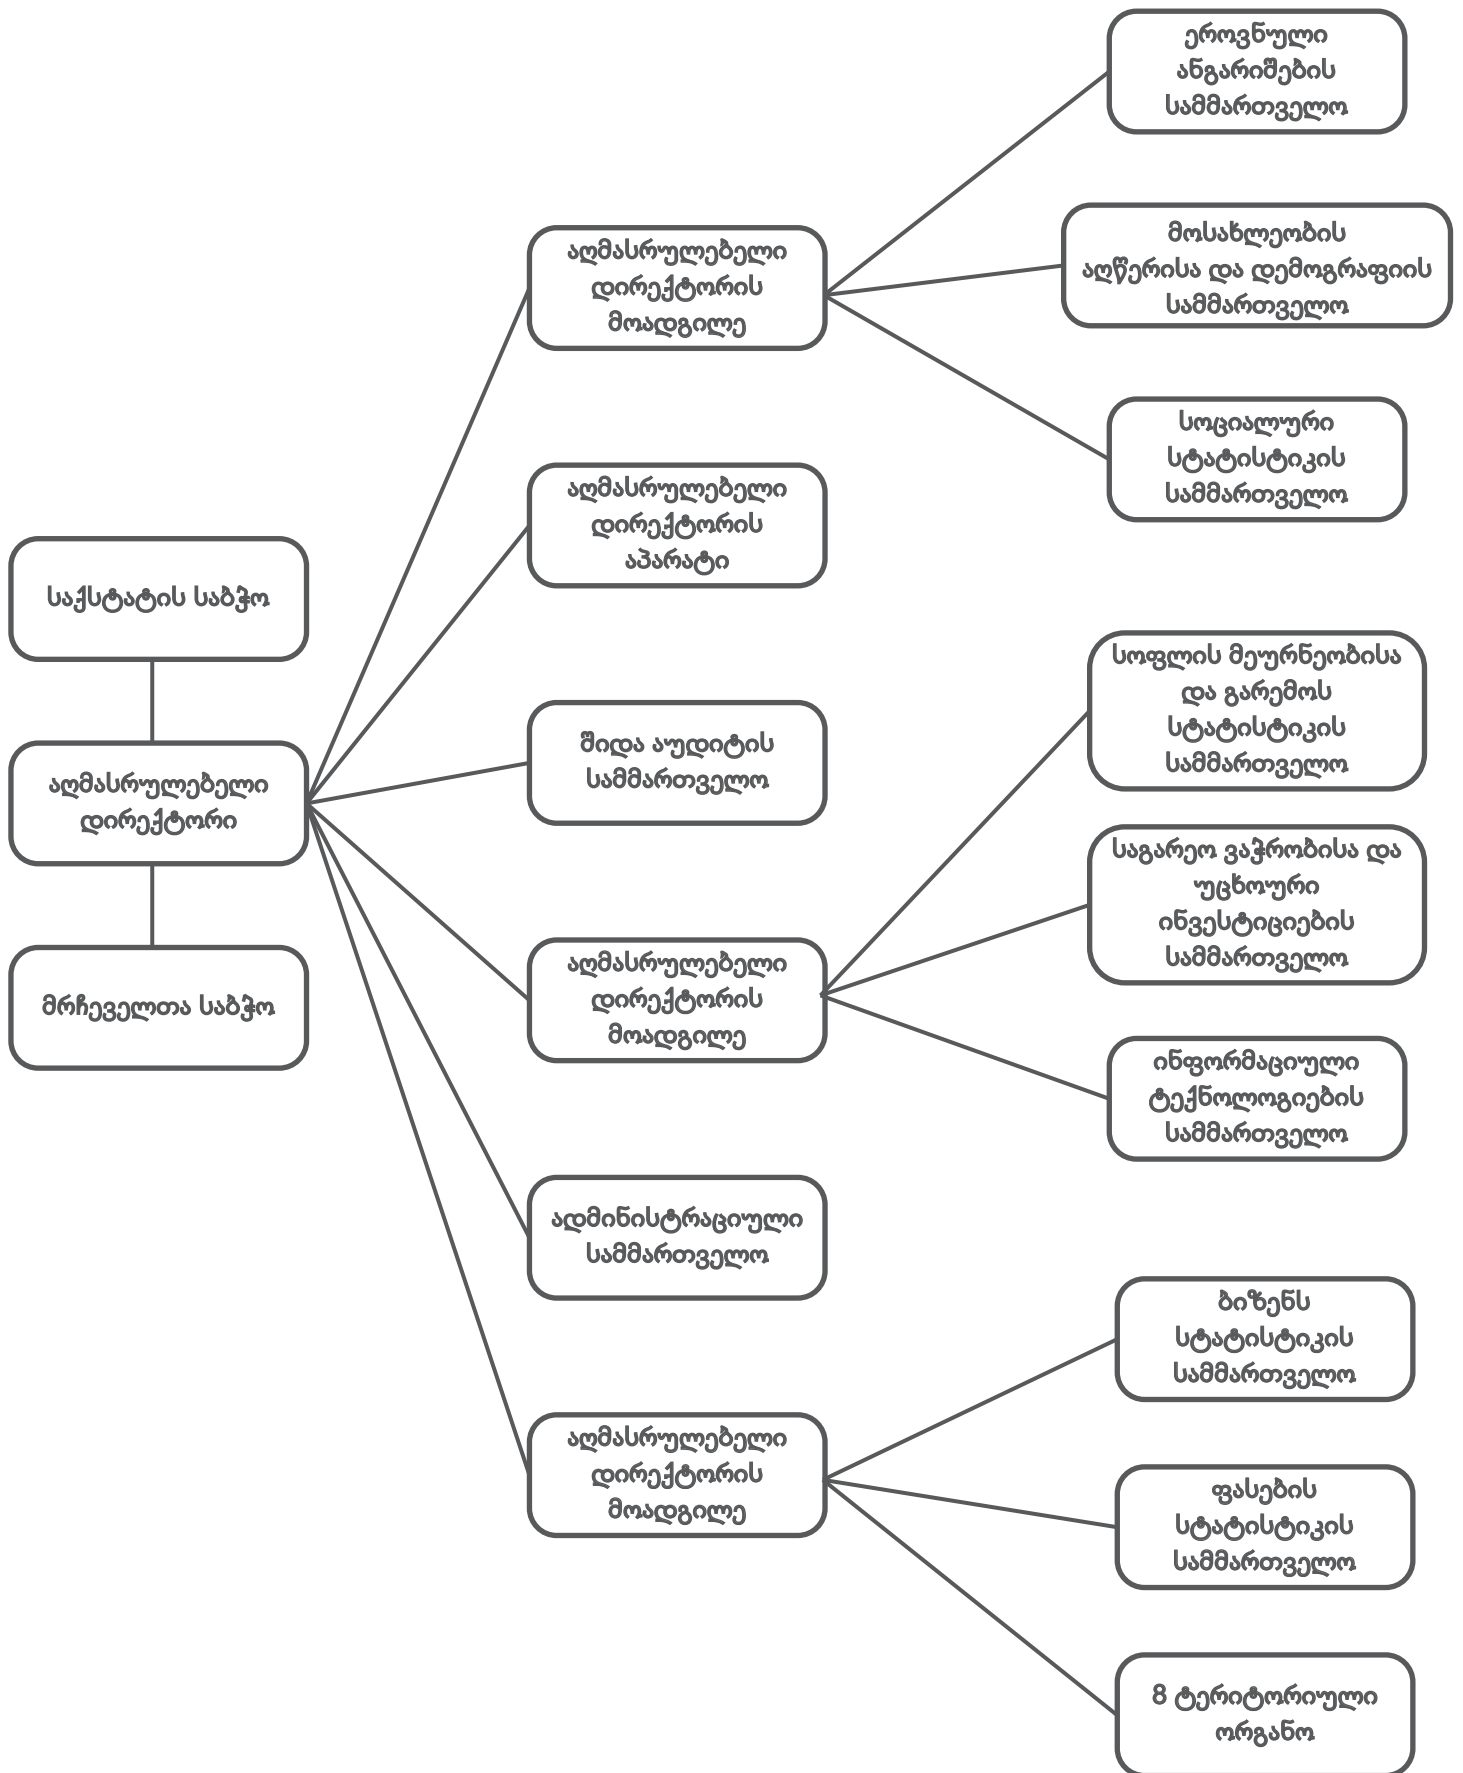 საქსტატის საბჭო
აღმასრულებელი
დირექტორი
მრჩეველთა საბჭო
აღმასრულებელი
დირექტორის
მოადგილე
აღმასრულებელი
დირექტორის
აპარატი
შიდა აუდიტის
სამმართველო
აღმასრულებელი
დირექტორის
მოადგილე
ადმინისტრაციული
სამმართველო
აღმასრულებელი
დირექტორის
მოადგილე
ეროვნული
ანგარიშების
სამმართველო
მოსახლეობის
აღწერისა და დემოგრაფიის
სამმართველო
სოციალური
სტატისტიკის
სამმართველო
სოფლის მეურნეობისა
და გარემოს
სტატისტიკის
სამმართველო
საგარეო ვაჭრობისა და
უცხოური
ინვესტიციების
სამმართველო
ინფორმაციული
ტექნოლოგიების
სამმართველო
ბიზენს
სტატისტიკის
სამმართველო
ფასების
სტატისტიკის
სამმართველო
8 ტერიტორიული
ორგანო